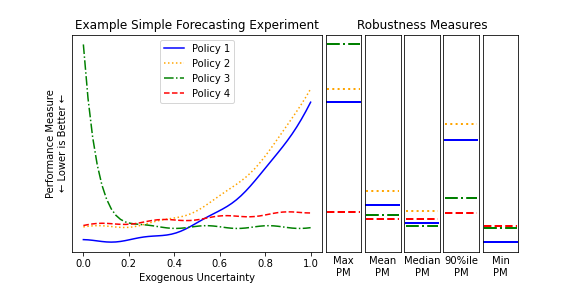 Example Simple Forecasting Experiment
Robustness Measures
Performance Measure
← Lower is Better ←
Policy 1
Policy 2
Policy 3
Policy 4
0.0 0.2 0.4 0.6 0.8 1.0
Exogenous Uncertainty
Max
PM
Mean
PM
Median
PM
90%ile
PM
Min
PM